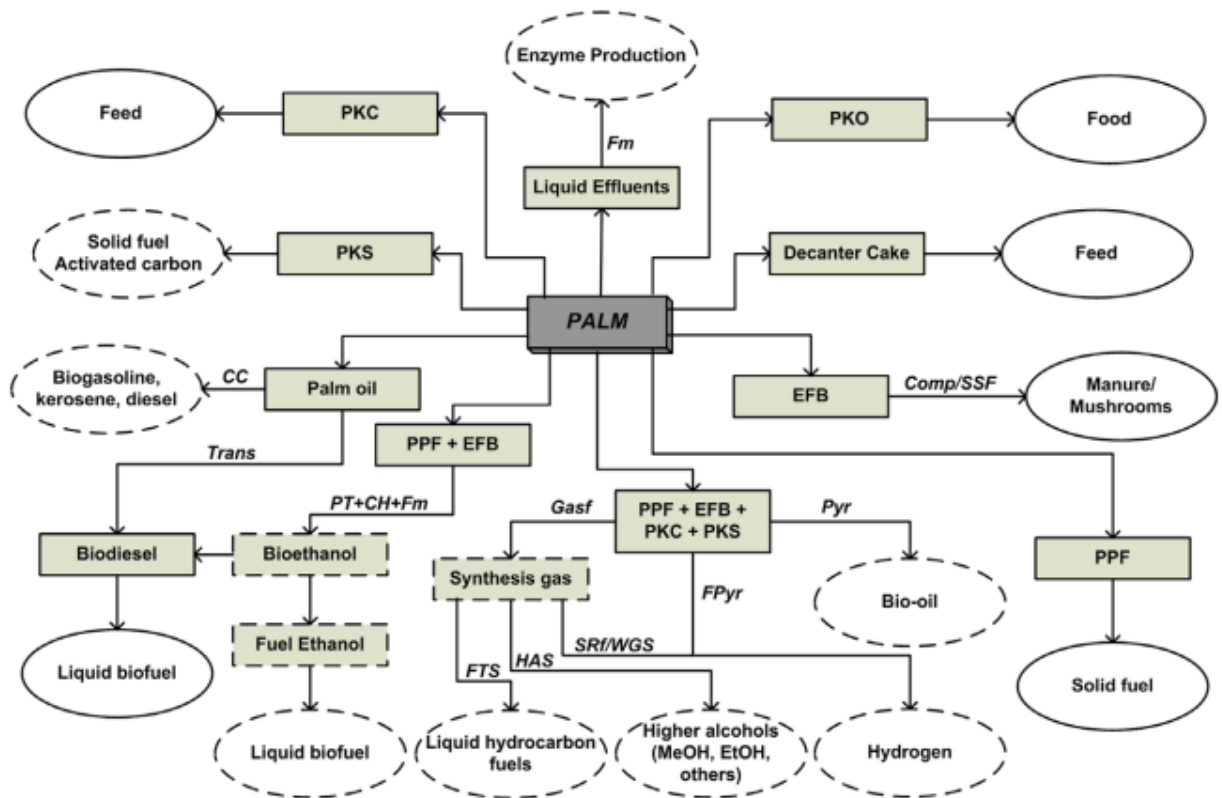 Enzyme Production
Feed
PKC
PKO
Food
Fm
Liquid Effluents
Solid fuel
Activated carbon
PKS
Decanter Cake
Feed
PALM
Biogasoline,
kerosene, diesel
CC
Palm oil
EFB
Comp/SSF
Manure/
Mushrooms
PPF + EFB
Trans
PT+CH+Fm
Gasf
PPF + EFB +
PKC + PKS
Pyr
Biodiesel
Bioethanol
Synthesis gas
FPyr
Bio-oil
PPF
Fuel Ethanol
SRf/WGS
HAS
FTS
Liquid biofuel
Solid fuel
Liquid biofuel
Liquid hydrocarbon
fuels
Higher alcohols
(MeOH, EtOH,
others)
Hydrogen